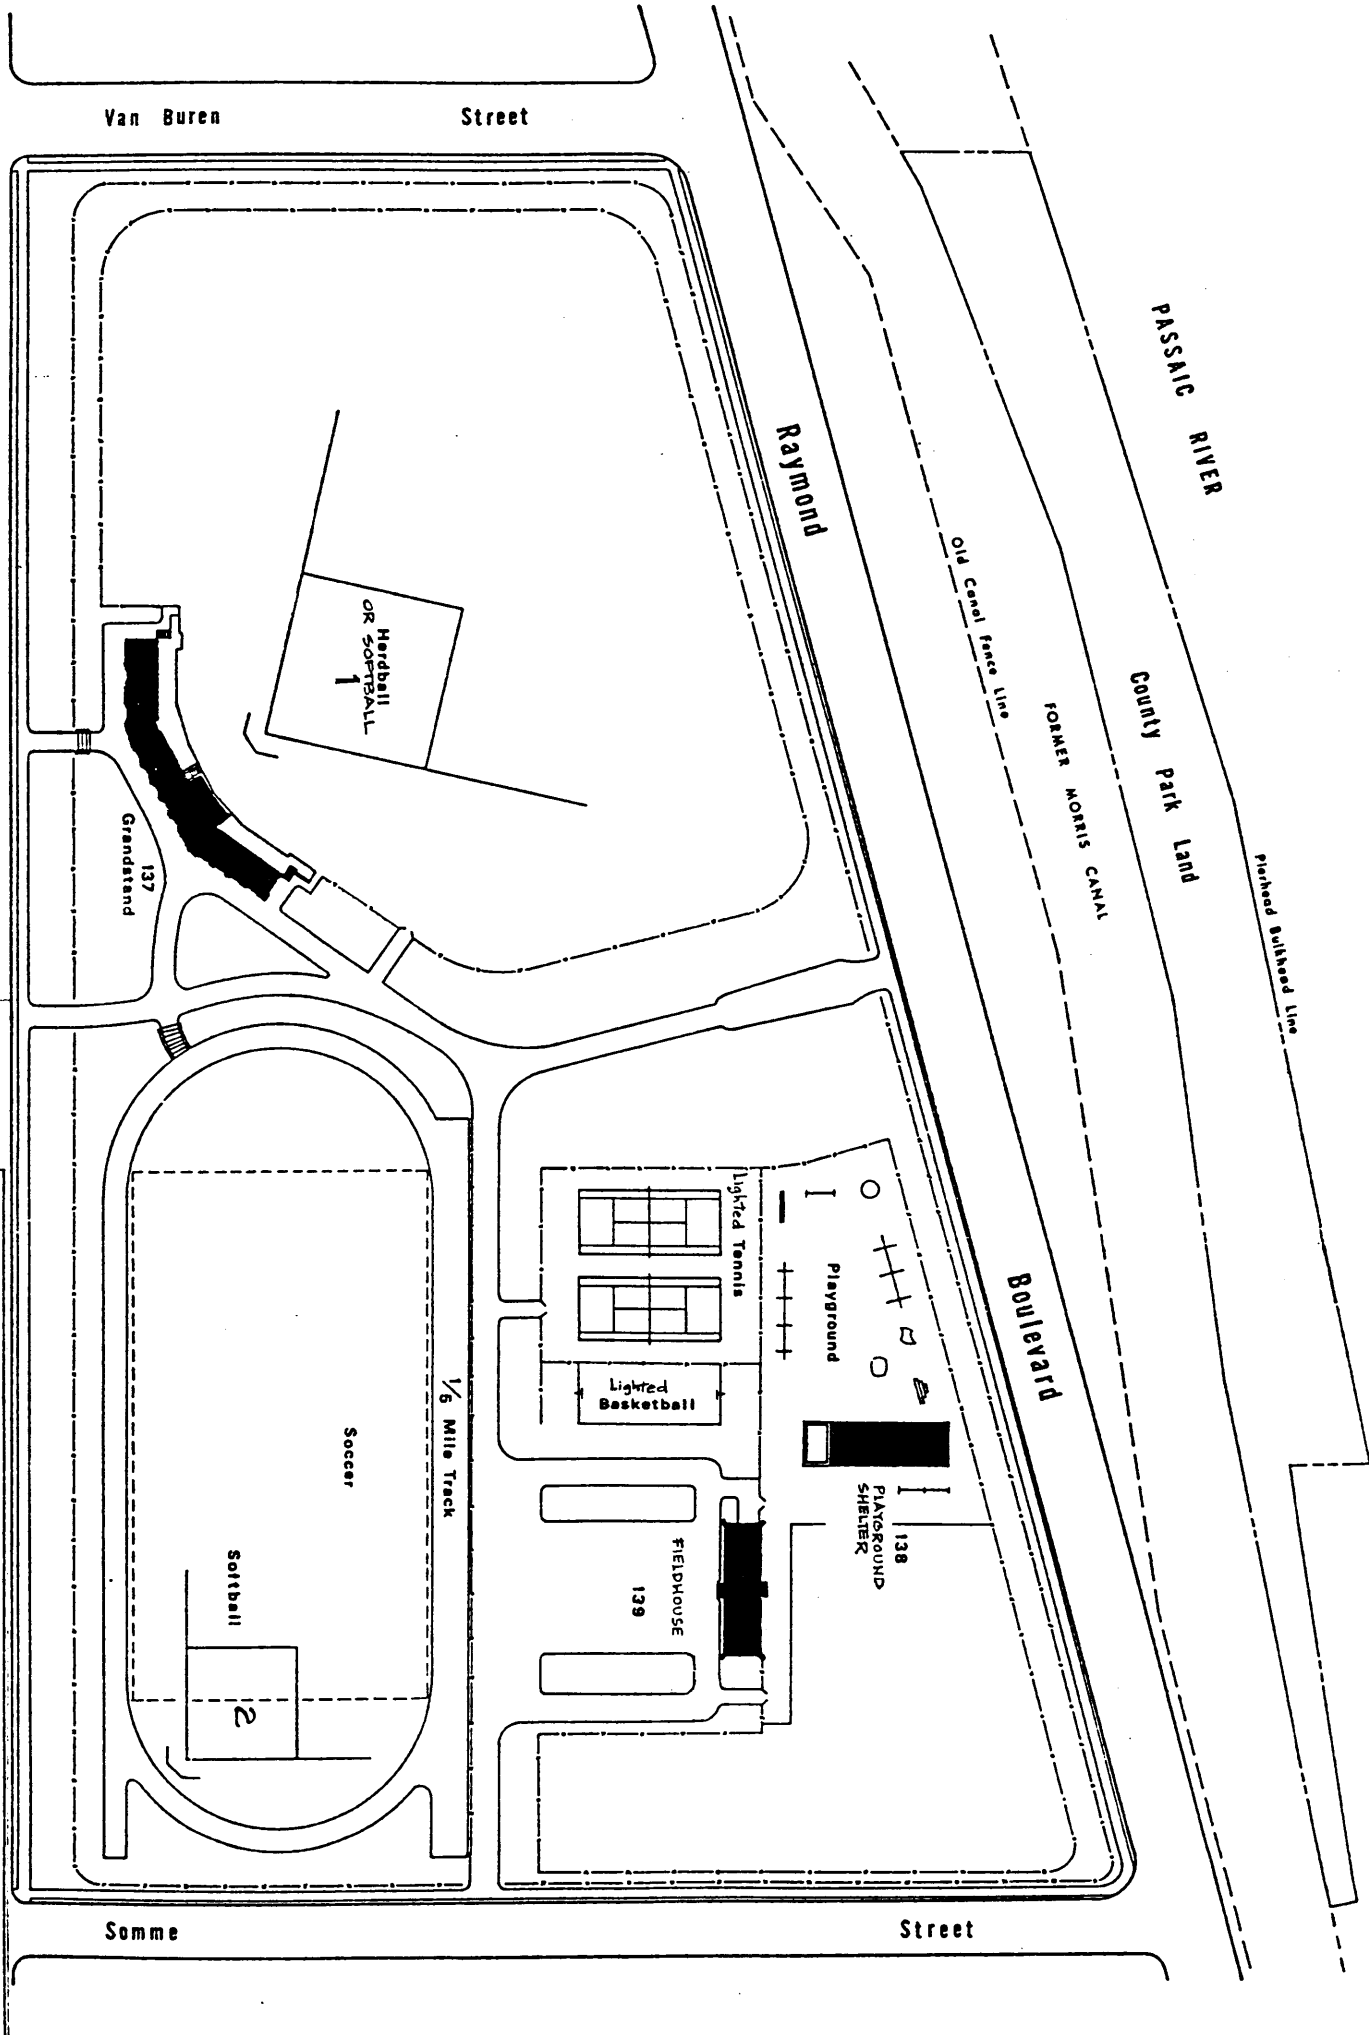 Van Buren Street
PASSAIC RIVER
Raymond
Old Canal Fence Line
FORMER MORRIS CANAL
County Park Land
Pierhead Bulkhead Line
Hardball
OR SOFTBALL
1
137
Grandstand
Lighted Tennis
Playground
Boulevard
Lighted
Basketball
1/5 Mile Track
Soccer
138
PLAYGROUND
SHELTER
FIELDHOUSE
139
Softball
2
Somme Street